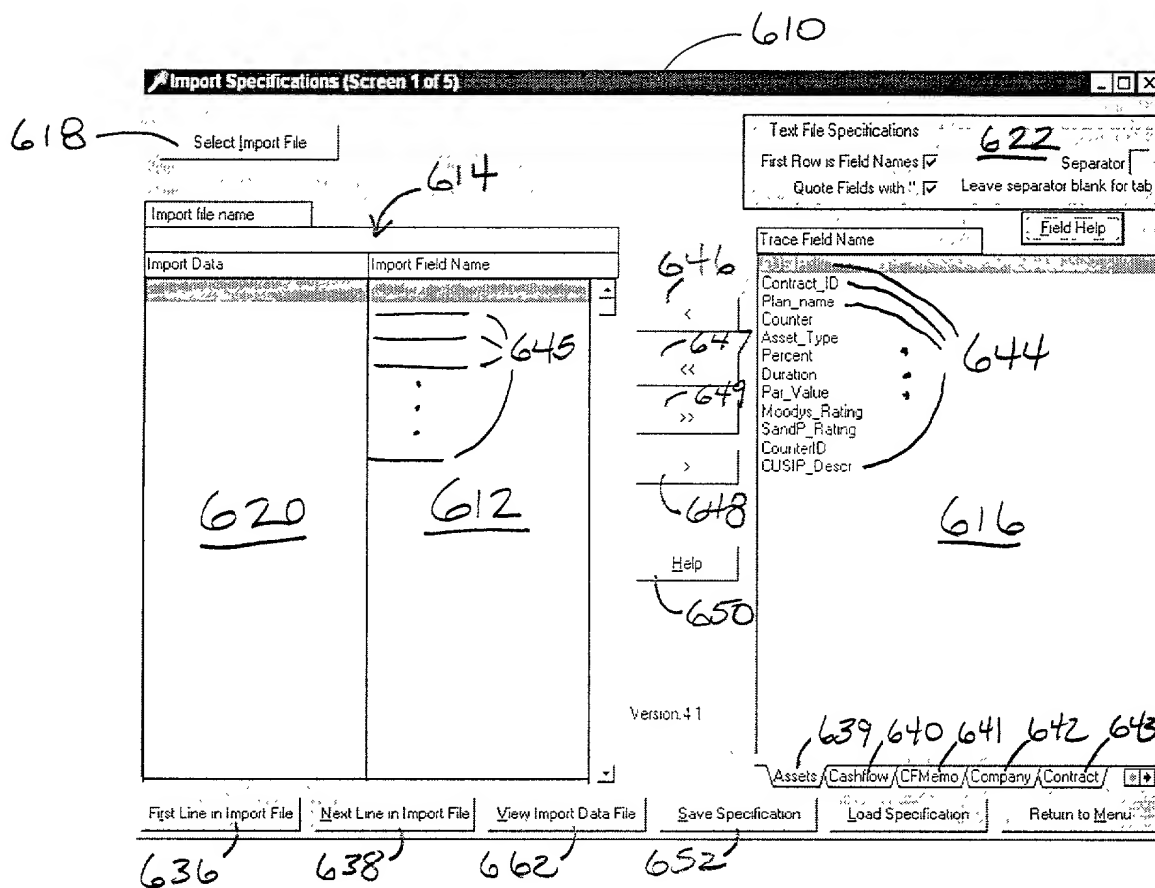 610
Import Specifications (Screen 1 of 5)
618
Select Import File
Text File Specifications
622
First Row is Field Names
Separator
Quote Fields with ".
Leave separator blank for tab
614
Import file name
Field Help
Trace Field Name
Import Data
Import Field Name
646
Contract_ID
<
Plan_name
Counter
645
647
Asset_Type
644
<<
Percent
Duration
649
Par_Value
>>
Moodys_Rating
SandP_Rating
CounterID
>
CUSIP_Descr
620
612
648
616
Help
650
Version.4 1
639
640
641
642
643
Assets
Cashflow
CFMemo
Company
Contract
First Line in Import File
Next Line in Import File
View Import Data File
Save Specification
Load Specification
Return to Menu
636
638
662
652